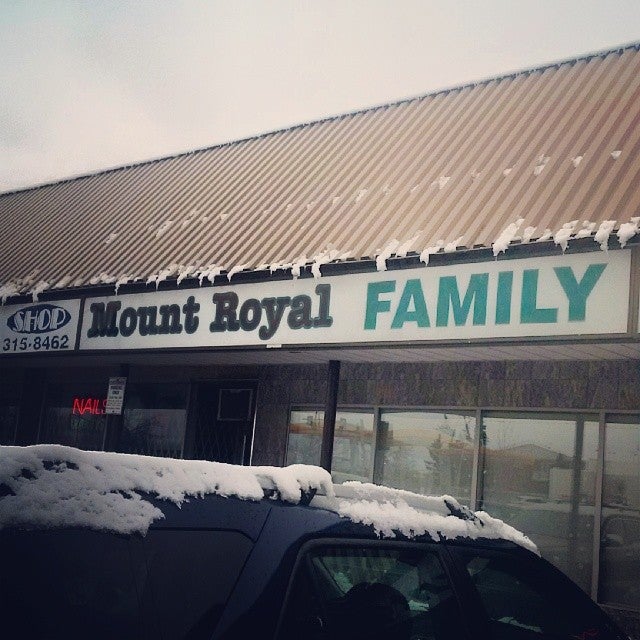 SHOP
315-8462
Mount Royal FAMILY
NAILS